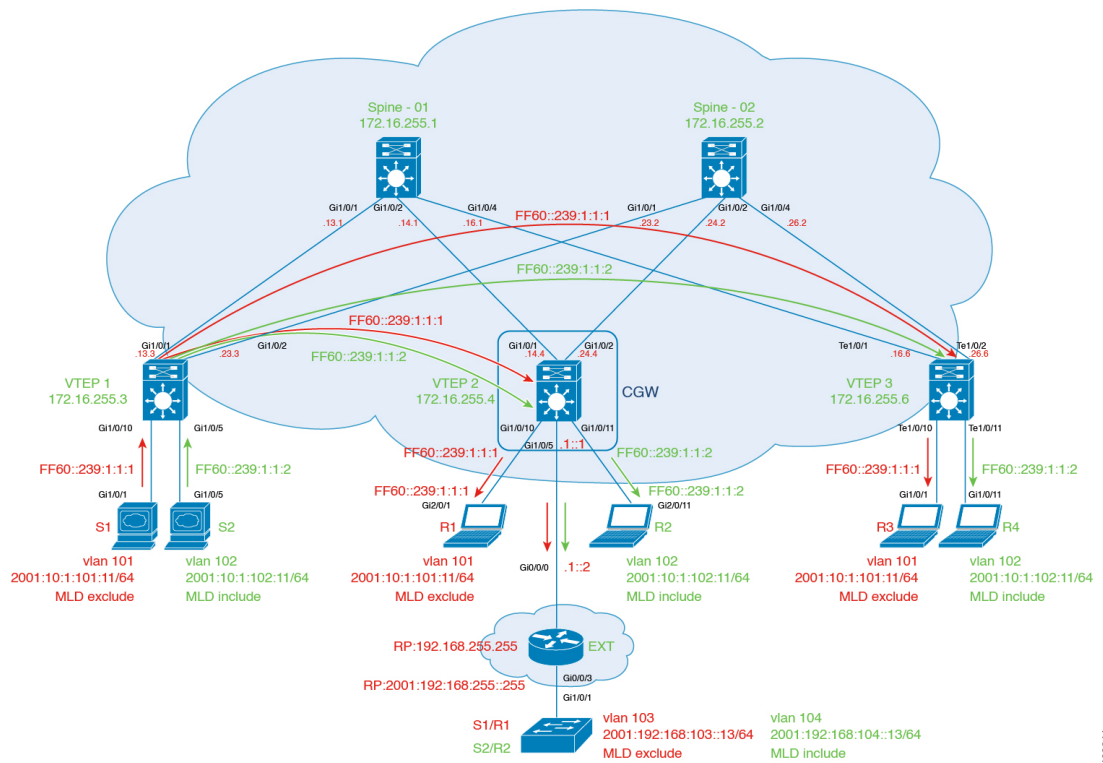 Spine - 01
172.16.255.1
Spine - 02
172.16.255.2
Gi1/0/1
Gi1/0/2
Gi1/0/4
.13.1
.14.1
.16.1
FF60::239:1:1:1
Gi1/0/1
Gi1/0/2
Gi1/0/4
.23.2
.24.2
.26.2
FF60::239:1:1:2
FF60::239:1:1:1
FF60::239:1:1:2
Gi1/0/1
.13.3
.23.3
Gi1/0/2
Gi1/0/1
Gi1/0/2
.14.4
.24.4
Te1/0/1
.16.6
Te1/0/2
.26.6
VTEP 1
172.16.255.3
VTEP 2
172.16.255.4
CGW
VTEP 3
172.16.255.6
Gi1/0/10
Gi1/0/5
Gi1/0/10
Gi1/0/5
.1::1
Gi1/0/11
Te1/0/10
Te1/0/11
FF60::239:1:1:1
FF60::239:1:1:2
FF60::239:1:1:1
FF60::239:1:1:2
FF60::239:1:1:1
FF60::239:1:1:2
FF60::239:1:1:1
FF60::239:1:1:2
Gi1/0/1
Gi1/0/5
Gi2/0/1
Gi2/0/11
Gi1/0/1
Gi1/0/11
S1
S2
R1
R2
R3
R4
vlan 101
2001:10:1:101:11/64
MLD exclude
vlan 102
2001:10:1:102:11/64
MLD include
vlan 101
2001:10:1:101:11/64
MLD exclude
Gi0/0/0
.1::2
vlan 102
2001:10:1:102:11/64
MLD include
vlan 101
2001:10:1:101:11/64
MLD exclude
vlan 102
2001:10:1:102:11/64
MLD include
RP:192.168.255.255
EXT
RP:2001:192:168:255::255
Gi0/0/3
Gi1/0/1
S1/R1
S2/R2
vlan 103
2001:192:168:103::13/64
MLD exclude
vlan 104
2001:192:168:104::13/64
MLD include